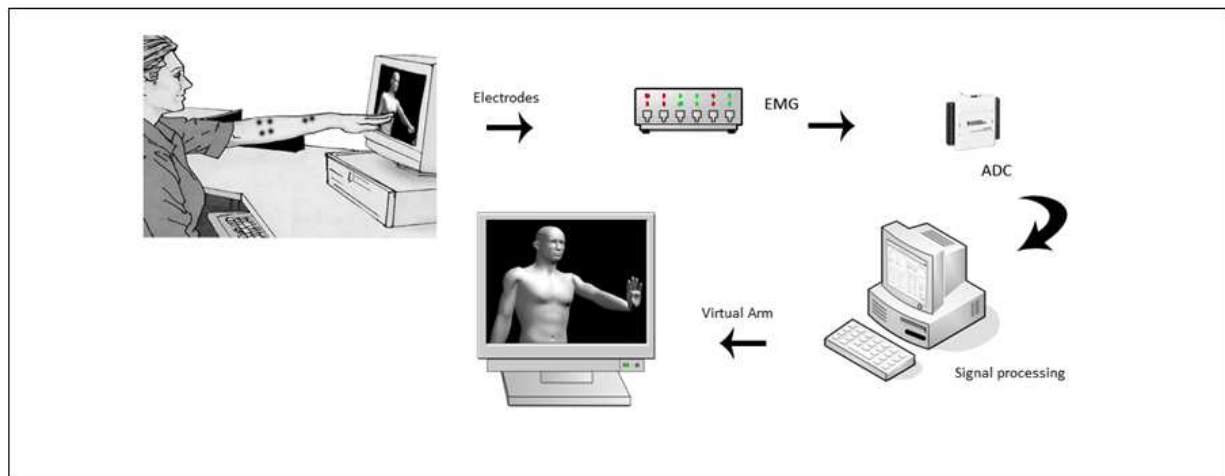 Electrodes
EMG
ADC
Signal processing
Virtual Arm